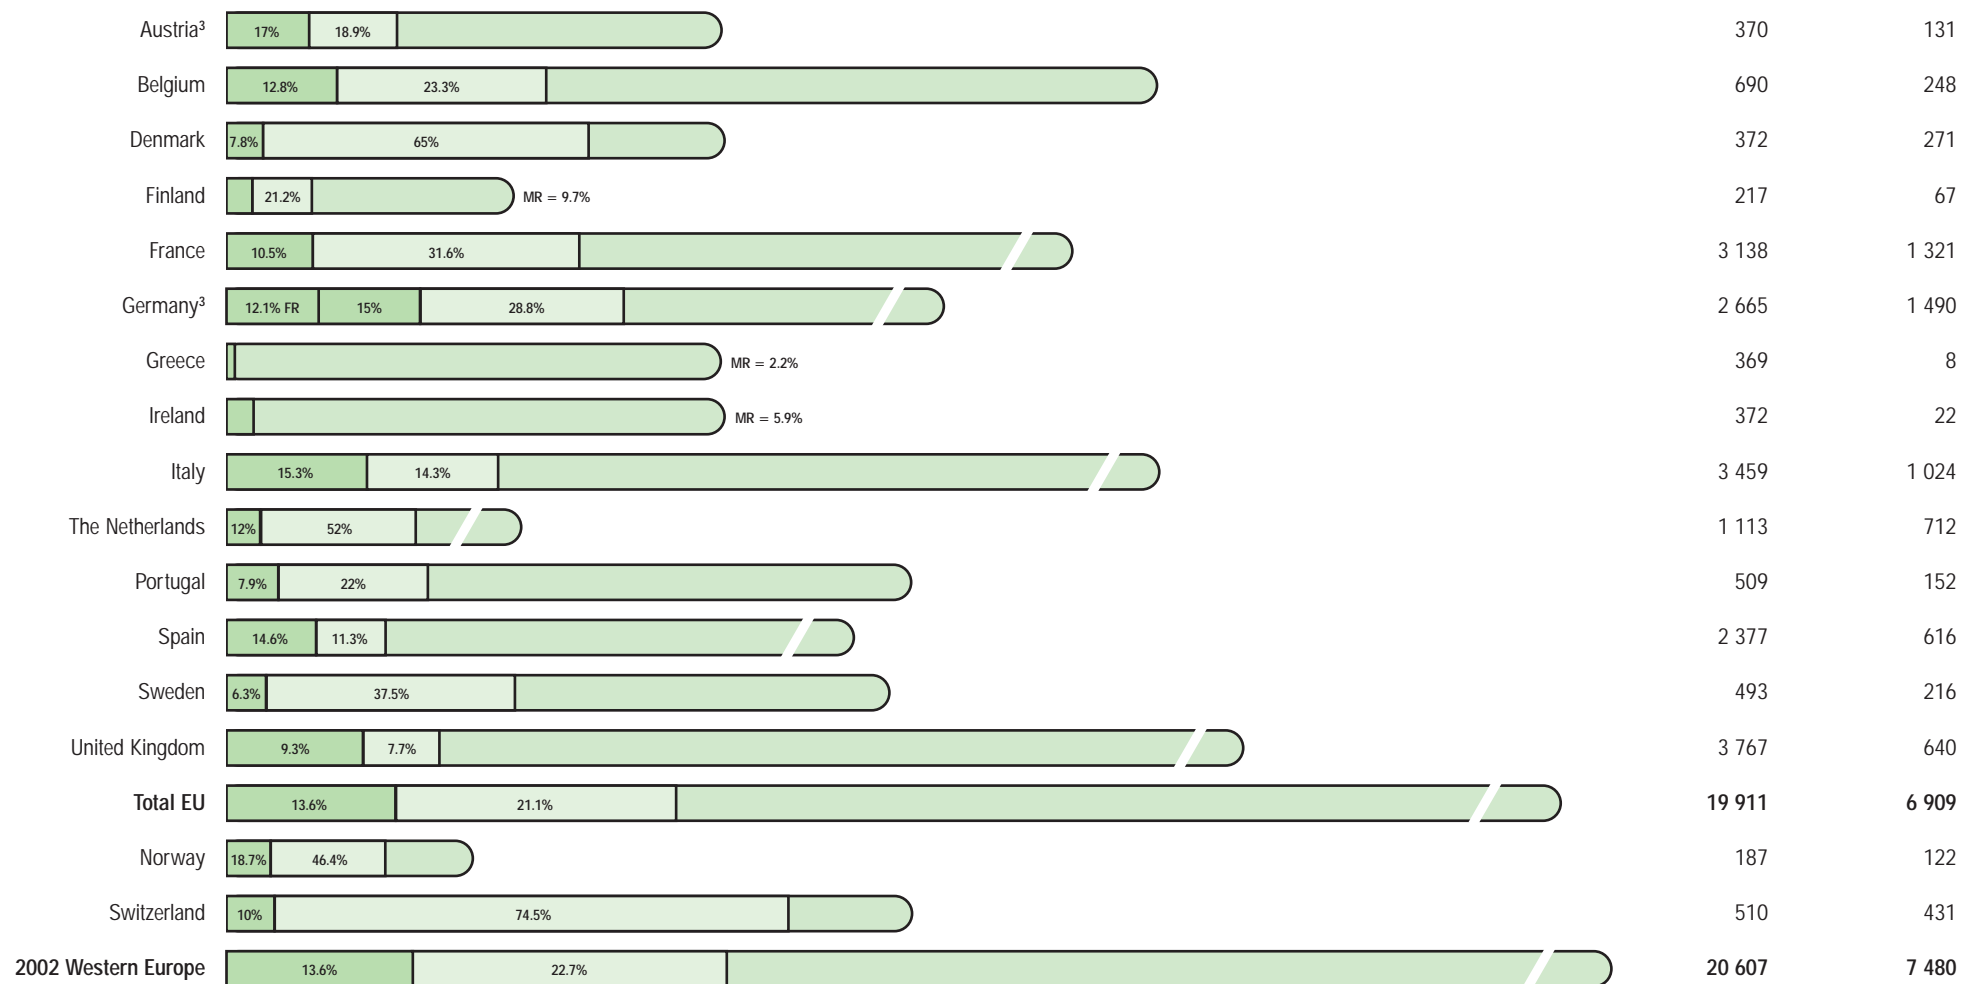 Austria³ 17% 18.9% 370 131
Belgium 12.8% 23.3% 690 248
Denmark 7.8% 65% 372 271
Finland 21.2% MR = 9.7% 217 67
France 10.5% 31.6% 3 138 1 321
Germany³ 12.1% FR 15% 28.8% 2 665 1 490
Greece MR = 2.2% 369 8
Ireland MR = 5.9% 372 22
Italy 15.3% 14.3% 3 459 1 024
The Netherlands 12% 52% 1 113 712
Portugal 7.9% 22% 509 152
Spain 14.6% 11.3% 2 377 616
Sweden 6.3% 37.5% 493 216
United Kingdom 9.3% 7.7% 3 767 640
Total EU 13.6% 21.1% 19 911 6 909
Norway 18.7% 46.4% 187 122
Switzerland 10% 74.5% 510 431
2002 Western Europe 13.6% 22.7% 20 607 7 480